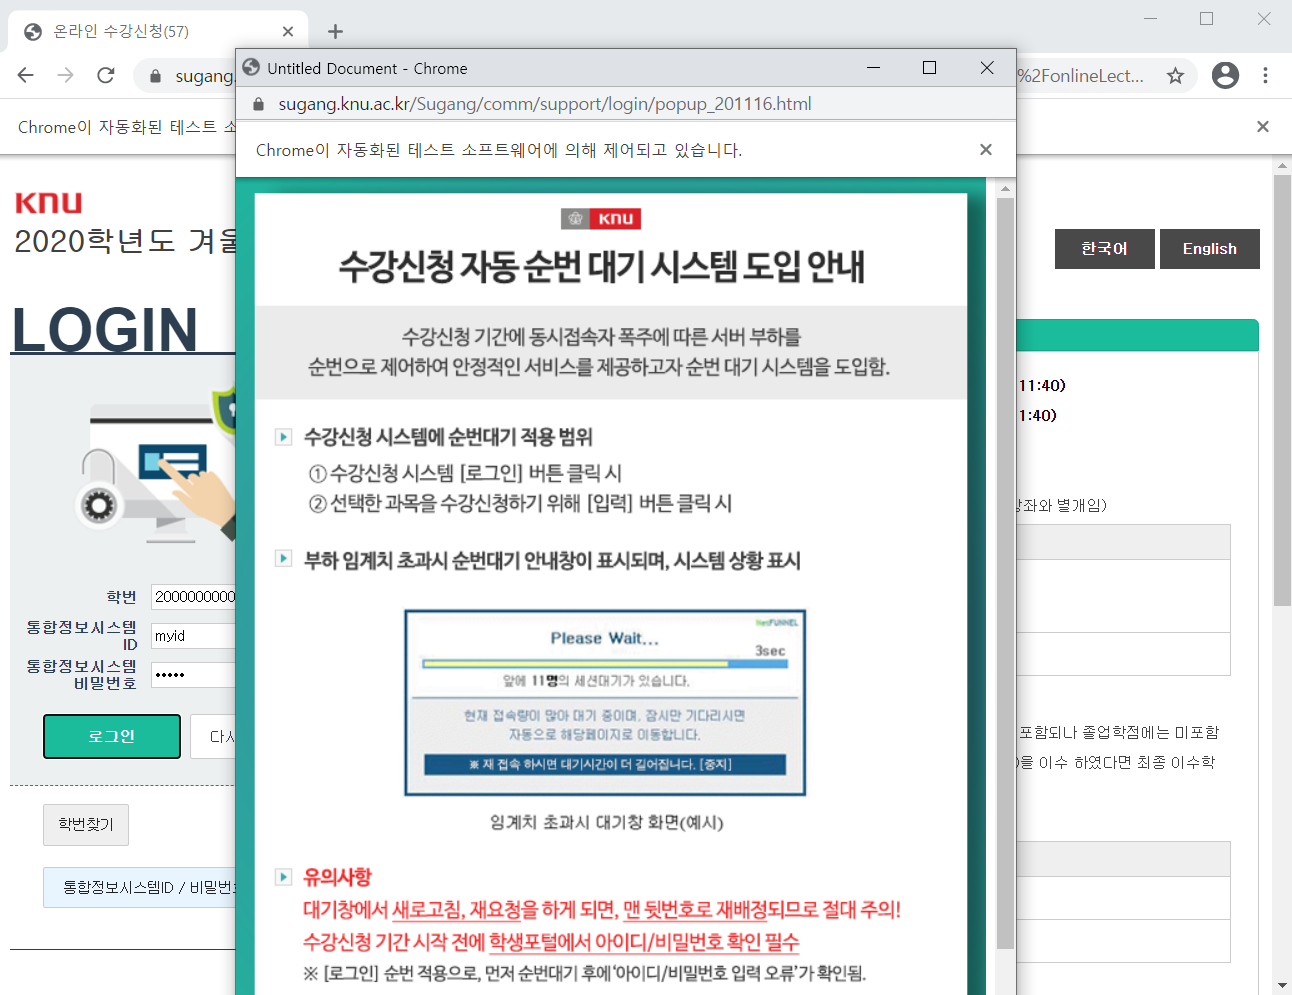 온라인 수강신청(57)
sugang.
%2FonlineLect...
Chrome이 자동화된 테스트 소
Untitled Document - Chrome
sugang.knu.ac.kr/Sugang/comm/support/login/popup_201116.html
Chrome이 자동화된 테스트 소프트웨어에 의해 제어되고 있습니다.
KNU
2020학년도 겨울
한국어
English
LOGIN
11:40)
1:40)
강좌와 별개임)
학번
2000000000
통합정보시스템
ID
myid
통합정보시스템
비밀번호
•••••
로그인
다시
포함되나 졸업학점에는 미포함
)을 이수 하였다면 최종 이수학
학번찾기
통합정보시스템ID / 비밀번호
KNU
수강신청 자동 순번 대기 시스템 도입 안내
수강신청 기간에 동시접속자 폭주에 따른 서버 부하를
순번으로 제어하여 안정적인 서비스를 제공하고자 순번 대기 시스템을 도입함.
수강신청 시스템에 순번대기 적용 범위
① 수강신청 시스템 [로그인] 버튼 클릭 시
② 선택한 과목을 수강신청하기 위해 [입력] 버튼 클릭 시
부하 임계치 초과시 순번대기 안내창이 표시되며, 시스템 상황 표시
NetFUNNEL
Please Wait...
3sec
앞에 11명의 세션대기가 있습니다.
현재 접속량이 많아 대기 중이며, 잠시만 기다리시면
자동으로 해당페이지로 이동합니다.
※ 재 접속 하시면 대기시간이 더 길어집니다. [중지]
임계치 초과시 대기창 화면(예시)
유의사항
대기창에서 새로고침, 재요청을 하게 되면, 맨 뒷번호로 재배정되므로 절대 주의!
수강신청 기간 시작 전에 학생포털에서 아이디/비밀번호 확인 필수
※ [로그인] 순번 적용으로, 먼저 순번대기 후에 '아이디/비밀번호 입력 오류'가 확인됨.